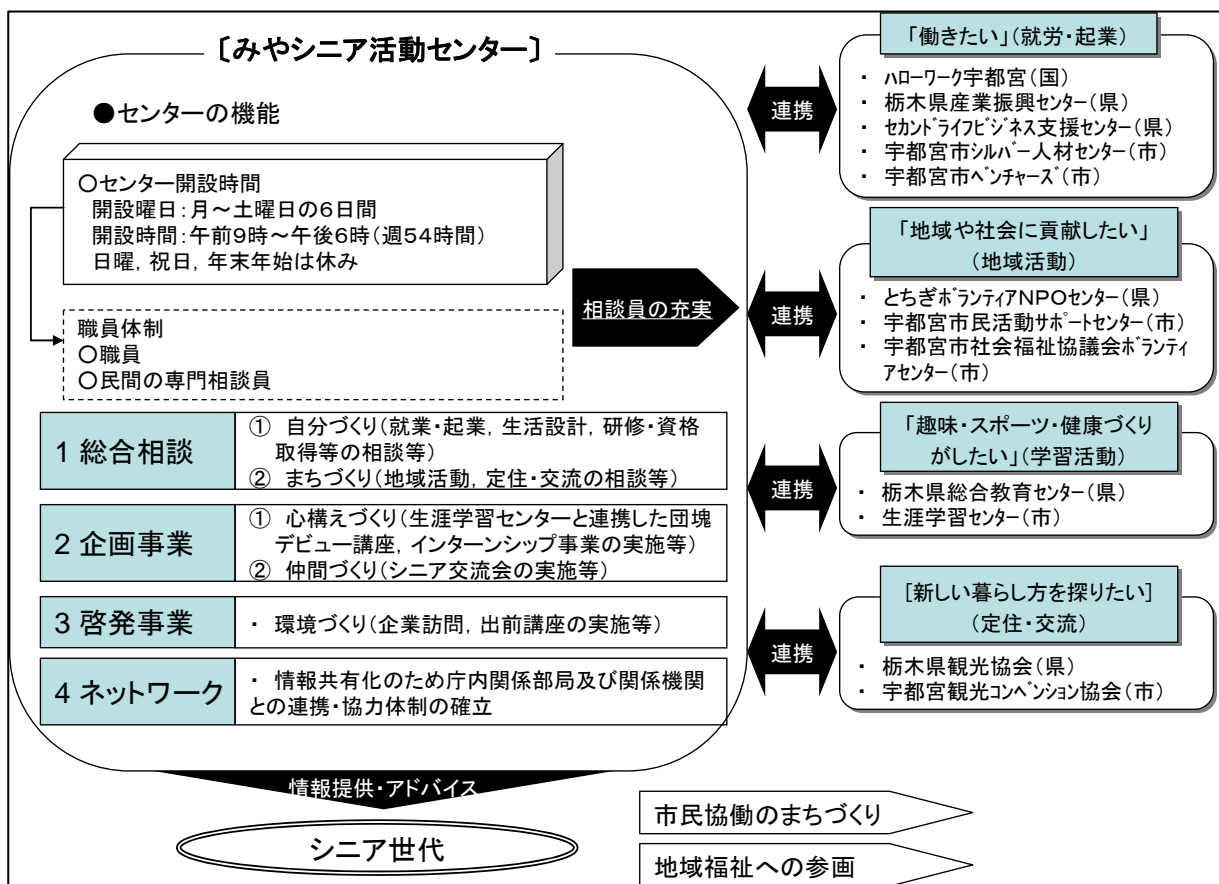 〔みやシニア活動センター〕
●センターの機能
○センター開設時間
開設曜日：月～土曜日の6日間
開設時間：午前9時～午後6時（週54時間）
日曜，祝日，年末年始は休み
職員体制
○職員
○民間の専門相談員
相談員の充実
1 総合相談
① 自分づくり（就業・起業，生活設計，研修・資格
取得等の相談等）
② まちづくり（地域活動，定住・交流の相談等）
2 企画事業
① 心構えづくり（生涯学習センターと連携した団塊
デビュー講座，インターンシップ事業の実施等）
② 仲間づくり（シニア交流会の実施等）
3 啓発事業
・ 環境づくり（企業訪問，出前講座の実施等）
4 ネットワーク
・ 情報共有化のため庁内関係部局及び関係機関
との連携・協力体制の確立
情報提供・アドバイス
シニア世代
連携
「働きたい」（就労・起業）
・ ﾊﾛｰﾜｰｸ宇都宮（国）
・ 栃木県産業振興センター（県）
・ ｾｶﾝﾄﾞﾗｲﾌﾋﾞｼﾞﾈｽ支援センター（県）
・ 宇都宮市ｼﾙﾊﾞｰ人材センター（市）
・ 宇都宮市ﾍﾞﾝﾁｬｰｽﾞ（市）
連携
「地域や社会に貢献したい」
（地域活動）
・ とちぎﾎﾞﾗﾝﾃｨｱNPOセンター（県）
・ 宇都宮市民活動ｻﾎﾟｰﾄセンター（市）
・ 宇都宮市社会福祉協議会ﾎﾞﾗﾝﾃｨ
ｱセンター（市）
連携
「趣味・スポーツ・健康づくり
がしたい」（学習活動）
・ 栃木県総合教育センター（県）
・ 生涯学習センター（市）
連携
［新しい暮らし方を探りたい］
（定住・交流）
・ 栃木県観光協会（県）
・ 宇都宮観光ｺﾝﾍﾞﾝｼｮﾝ協会（市）
市民協働のまちづくり
地域福祉への参画